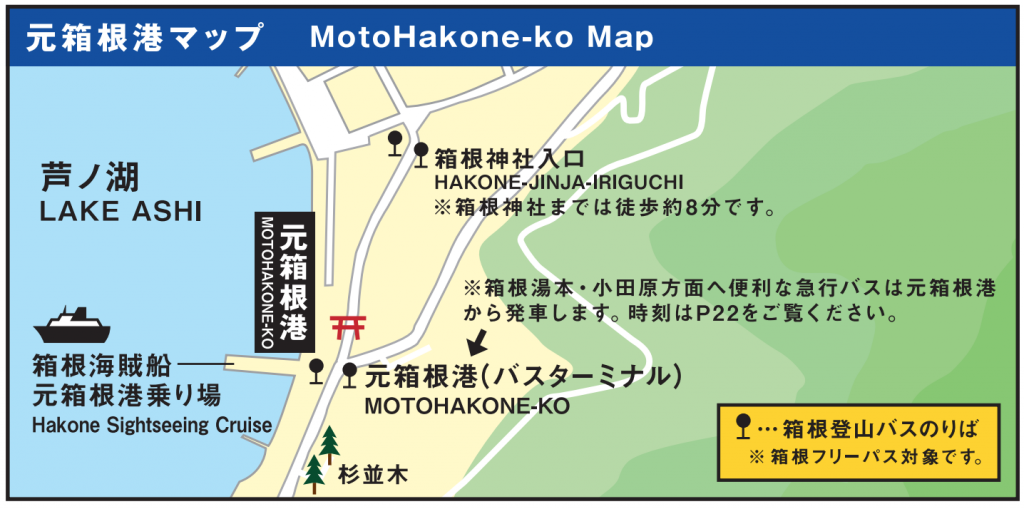 元箱根港マップ MotoHakone-ko Map
芦ノ湖
LAKE ASHI
箱根神社入口
HAKONE-JINJA-IRIGUCHI
※箱根神社までは徒歩約8分です。
元箱根港
MOTOHAKONE-KO
※箱根湯本・小田原方面へ便利な急行バスは元箱根港
から発車します。時刻はP22をご覧ください。
箱根海賊船
元箱根港乗り場
Hakone Sightseeing Cruise
元箱根港(バスターミナル)
MOTOHAKONE-KO
杉並木
…箱根登山バスのりば
※箱根フリーパス対象です。